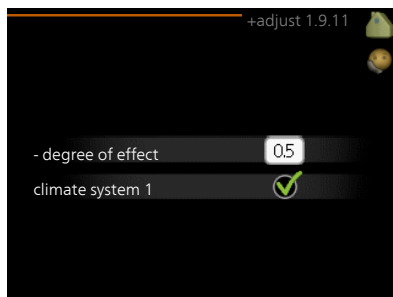 +adjust 1.9.11
- degree of effect 0.5
climate system 1